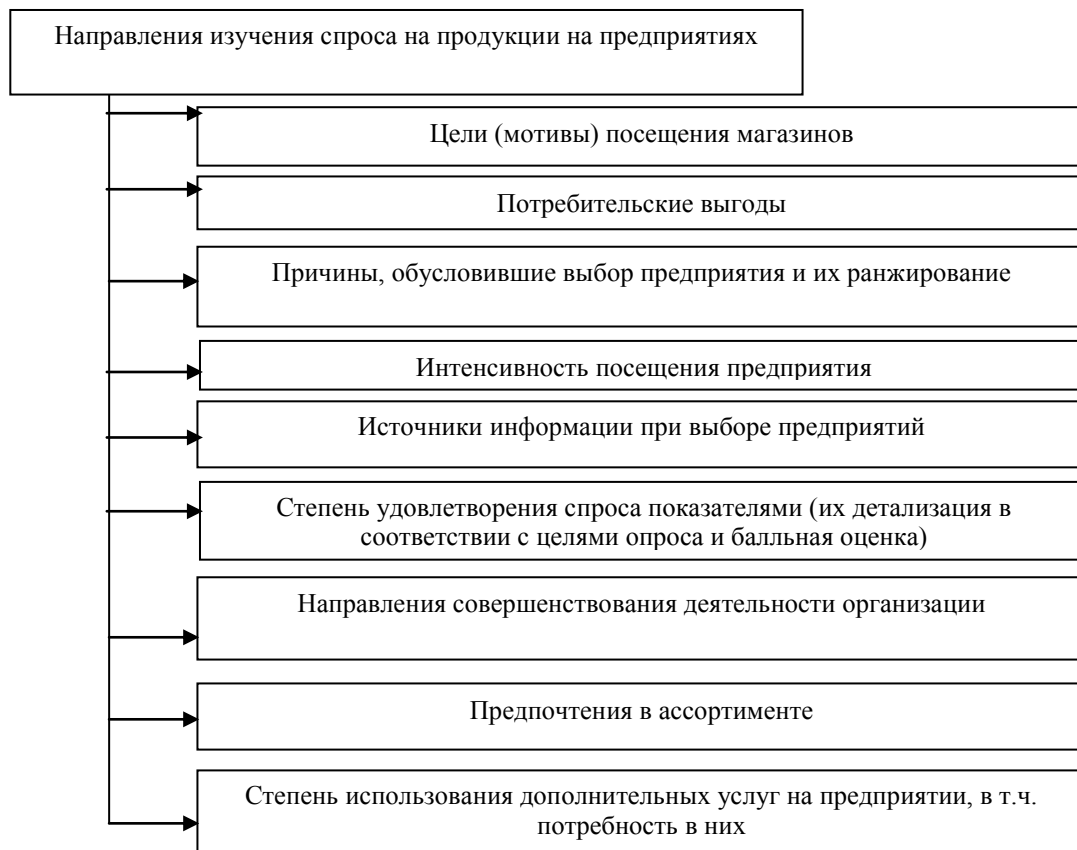 Направления изучения спроса на продукции на предприятиях
Цели (мотивы) посещения магазинов
Потребительские выгоды
Причины, обусловившие выбор предприятия и их ранжирование
Интенсивность посещения предприятия
Источники информации при выборе предприятий
Степень удовлетворения спроса показателями (их детализация в
соответствии с целями опроса и балльная оценка)
Направления совершенствования деятельности организации
Предпочтения в ассортименте
Степень использования дополнительных услуг на предприятии, в т.ч.
потребность в них